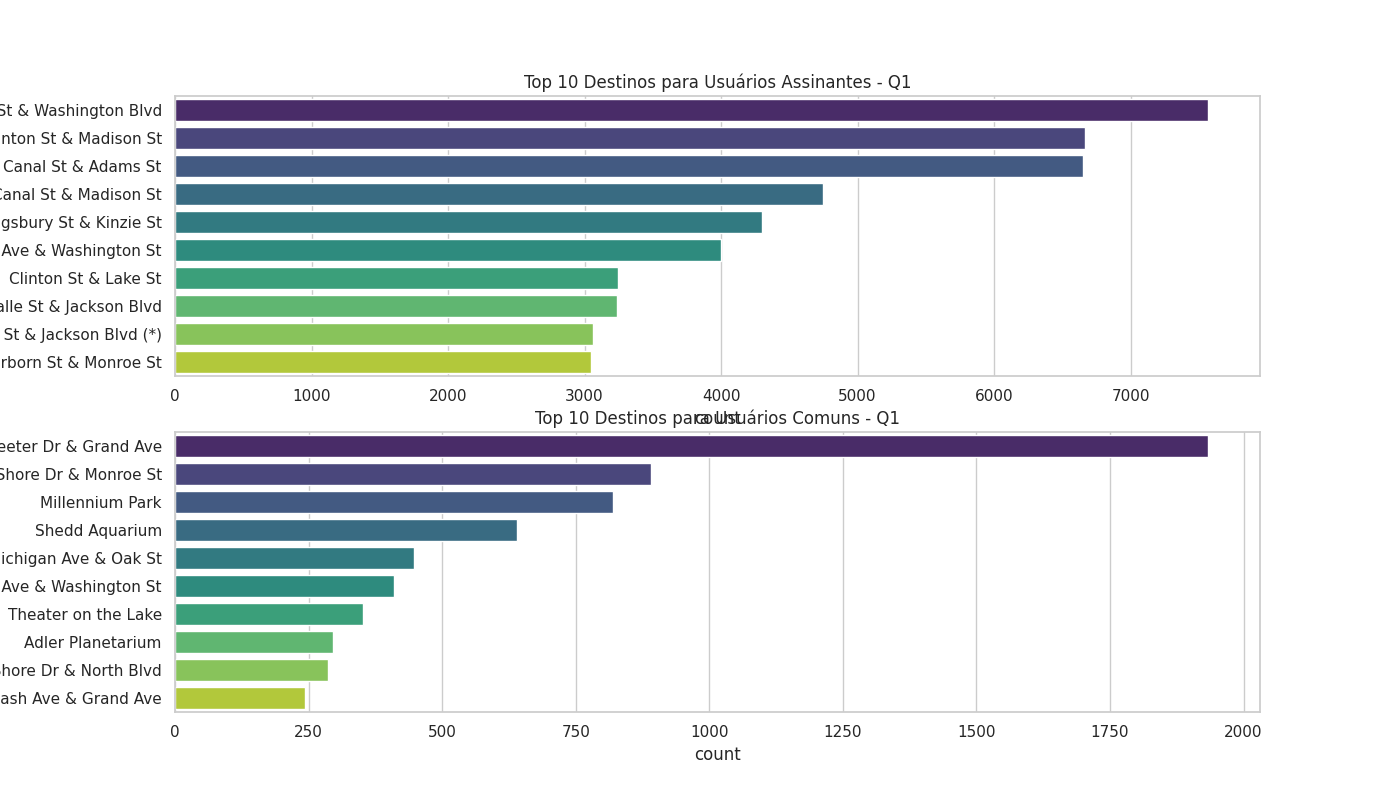 Top 10 Destinos para Usuários Assinantes - Q1
St & Washington Blvd
nton St & Madison St
Canal St & Adams St
Canal St & Madison St
gsbury St & Kinzie St
Ave & Washington St
Clinton St & Lake St
alle St & Jackson Blvd
St & Jackson Blvd (*)
rborn St & Monroe St
0 1000 2000 3000 4000 5000 6000 7000
count
Top 10 Destinos para Usuários Comuns - Q1
eeter Dr & Grand Ave
Shore Dr & Monroe St
Millennium Park
Shedd Aquarium
ichigan Ave & Oak St
Ave & Washington St
Theater on the Lake
Adler Planetarium
Shore Dr & North Blvd
ash Ave & Grand Ave
0 250 500 750 1000 1250 1500 1750 2000
count